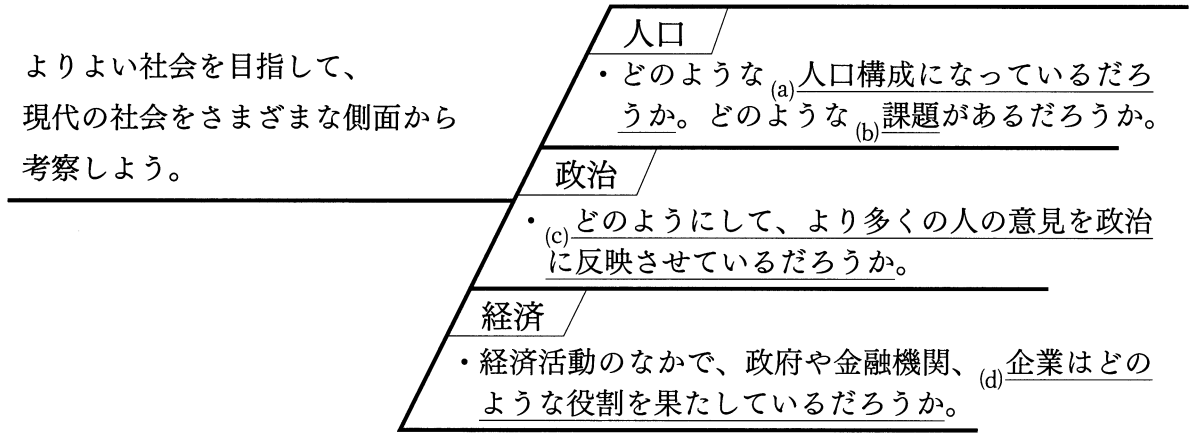 よりよい社会を目指して、
現代の社会をさまざまな側面から
考察しよう。
人口
・どのような(a)人口構成になっているだろ
うか。どのような(b)課題があるだろうか。
政治
・(c)どのようにして、より多くの人の意見を政治
に反映させているだろうか。
経済
・経済活動のなかで、政府や金融機関、(d)企業はどの
ような役割を果たしているだろうか。